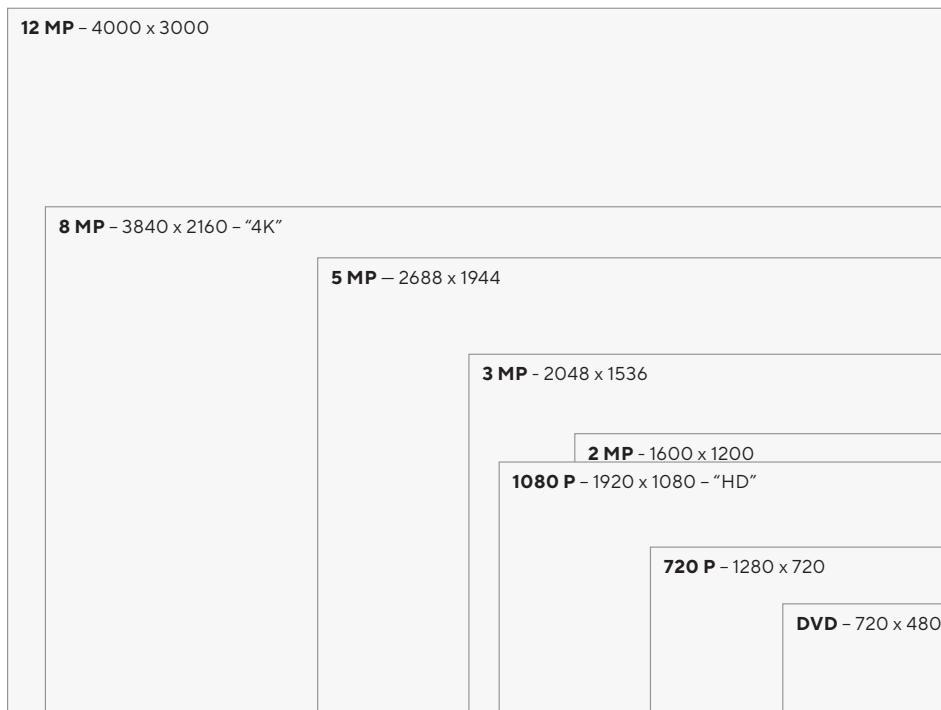 12 MP – 4000 x 3000
8 MP – 3840 x 2160 – “4K”
5 MP — 2688 x 1944
3 MP - 2048 x 1536
2 MP - 1600 x 1200
1080 P – 1920 x 1080 – “HD”
720 P – 1280 x 720
DVD – 720 x 480